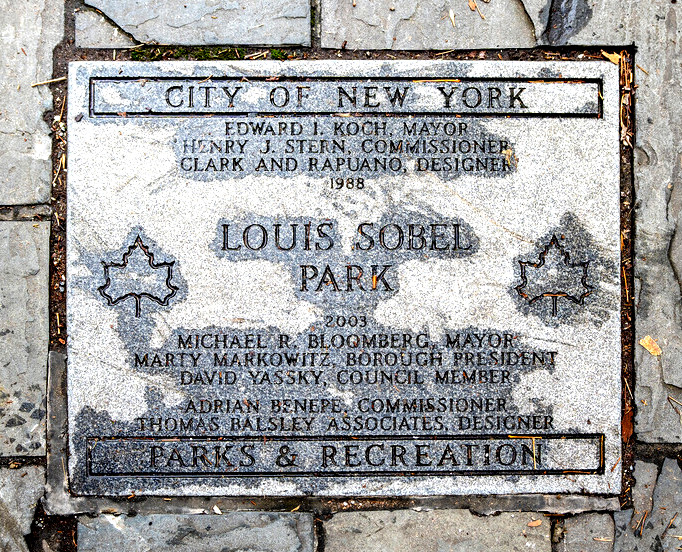 CITY OF NEW YORK
EDWARD I. KOCH, MAYOR
HENRY J. STERN, COMMISSIONER
CLARK AND RAPUANO, DESIGNER
1988
LOUIS SOBEL
PARK
2003
MICHAEL R. BLOOMBERG, MAYOR
MARTY MARKOWITZ, BOROUGH PRESIDENT
DAVID YASSKY, COUNCIL MEMBER
ADRIAN BENEPE, COMMISSIONER
THOMAS BALSLEY ASSOCIATES, DESIGNER
PARKS & RECREATION